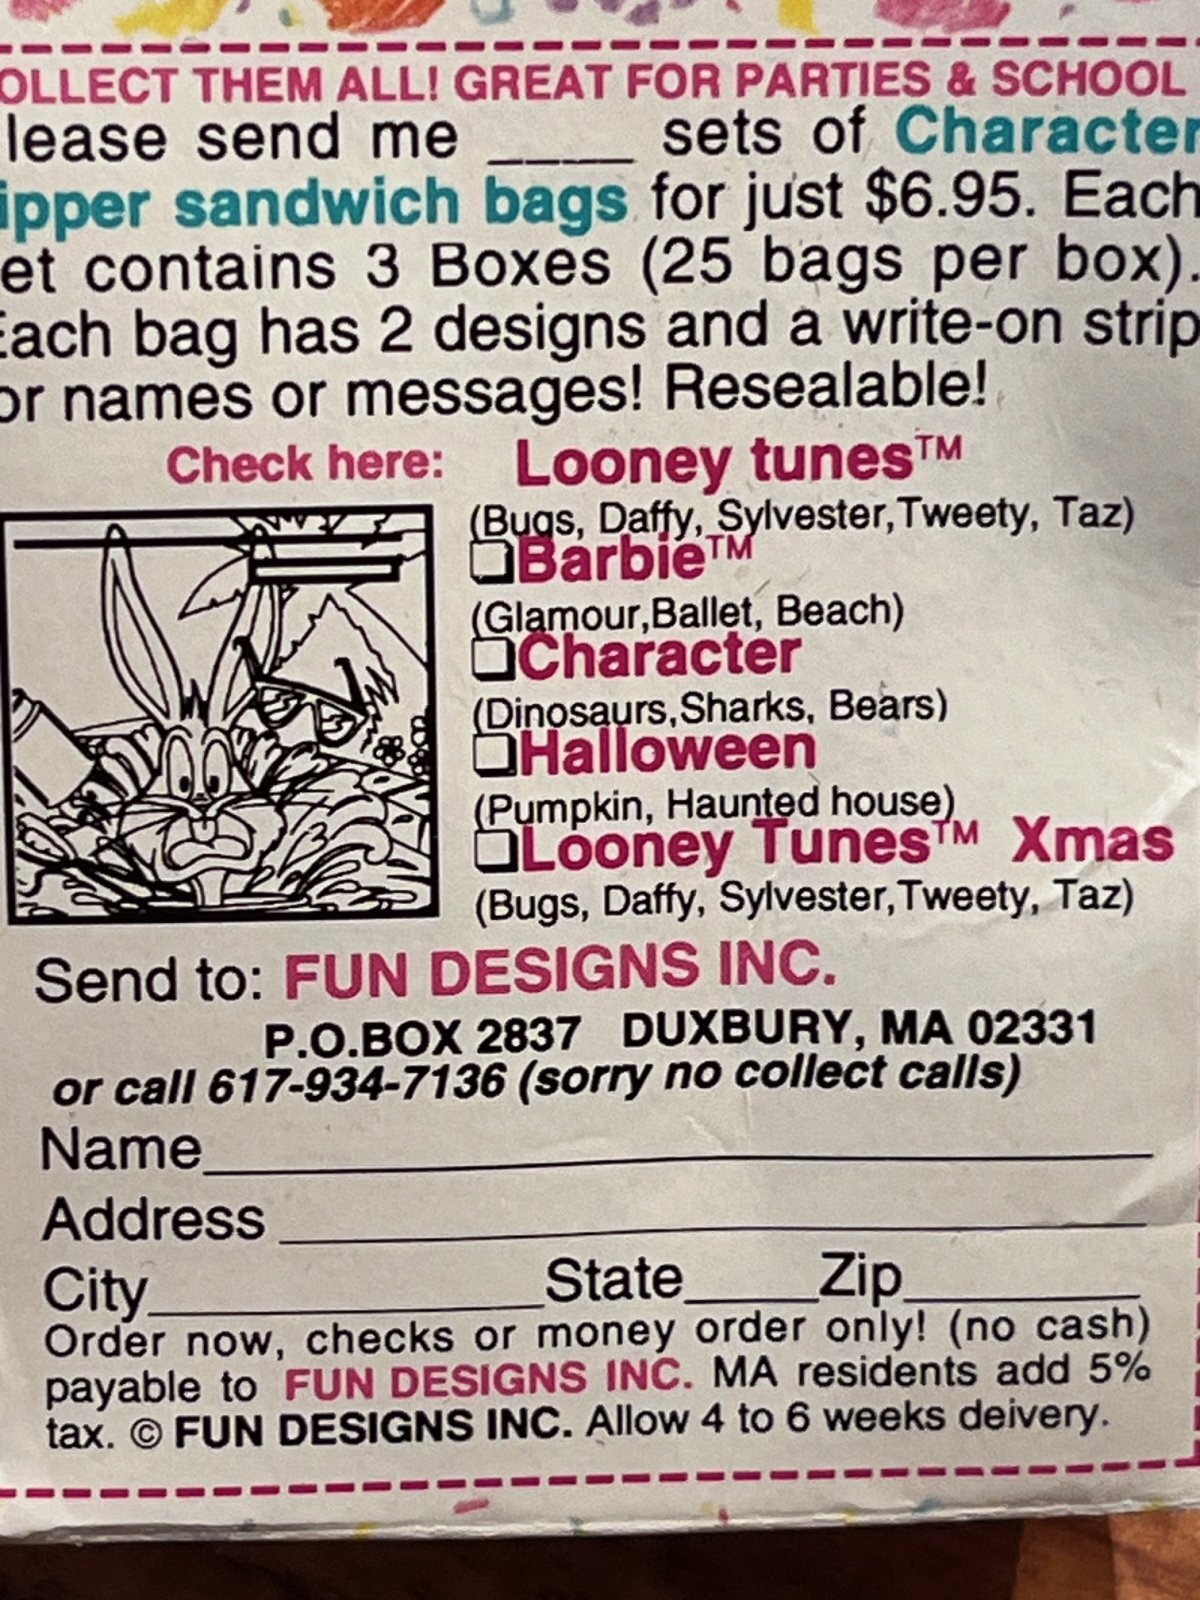 OLLECT THEM ALL! GREAT FOR PARTIES & SCHOOL
lease send me ____ sets of Character
ipper sandwich bags for just $6.95. Each
et contains 3 Boxes (25 bags per box).
Each bag has 2 designs and a write-on strip
or names or messages! Resealable!
Check here: Looney tunes™
(Bugs, Daffy, Sylvester,Tweety, Taz)
Barbie™
(Glamour,Ballet, Beach)
Character
(Dinosaurs,Sharks, Bears)
Halloween
(Pumpkin, Haunted house)
Looney Tunes™ Xmas
(Bugs, Daffy, Sylvester,Tweety, Taz)
Send to: FUN DESIGNS INC.
P.O.BOX 2837 DUXBURY, MA 02331
or call 617-934-7136 (sorry no collect calls)
Name
Address
City State Zip
Order now, checks or money order only! (no cash)
payable to FUN DESIGNS INC. MA residents add 5%
tax. © FUN DESIGNS INC. Allow 4 to 6 weeks deivery.